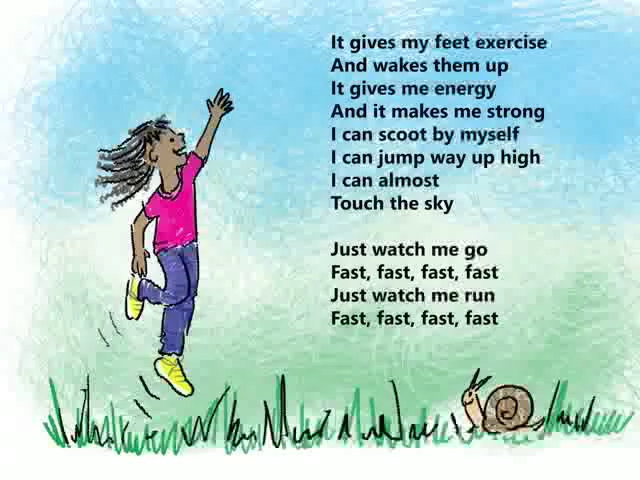 It gives my feet exercise
And wakes them up
It gives me energy
And it makes me strong
I can scoot by myself
I can jump way up high
I can almost
Touch the sky
Just watch me go
Fast, fast, fast, fast
Just watch me run
Fast, fast, fast, fast